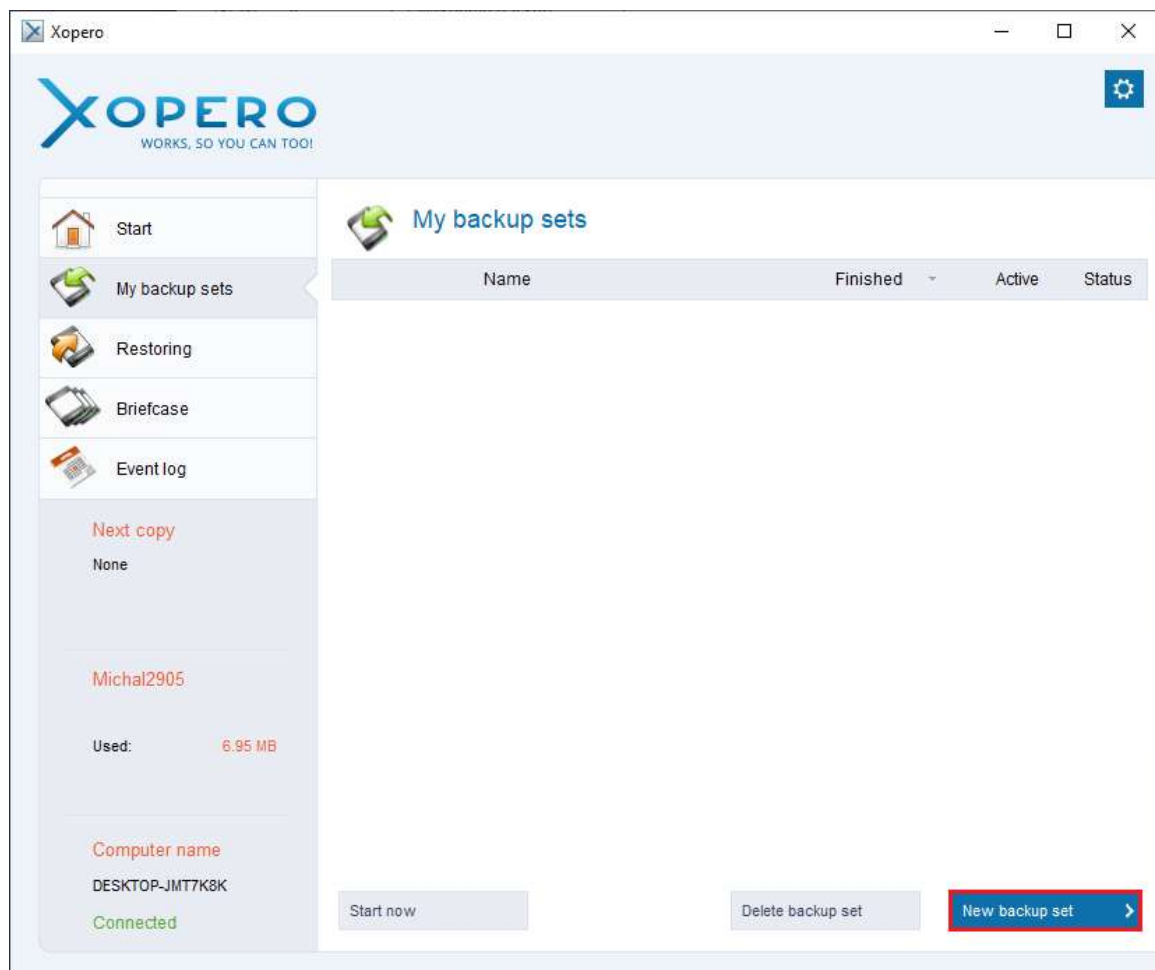 Xopero
XOPERO
WORKS, SO YOU CAN TOO!
Start
My backup sets
Restoring
Briefcase
Event log
Next copy
None
Michal2905
Used: 6.95 MB
Computer name
DESKTOP-JMT7K8K
Connected
My backup sets
Name Finished Active Status
Start now Delete backup set New backup set